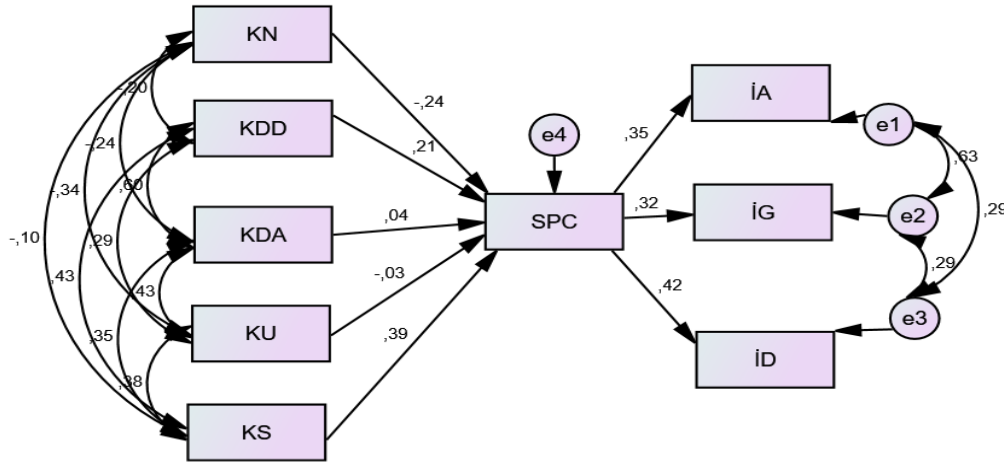 KN
KDD
KDA
KU
KS
-,20
-,24
-,34
-,10
,60
,29
,43
,43
,35
,38
-,24
,21
,04
-,03
,39
e4
SPC
,35
,32
,42
İA
İG
İD
e1
e2
e3
,63
,29
,29